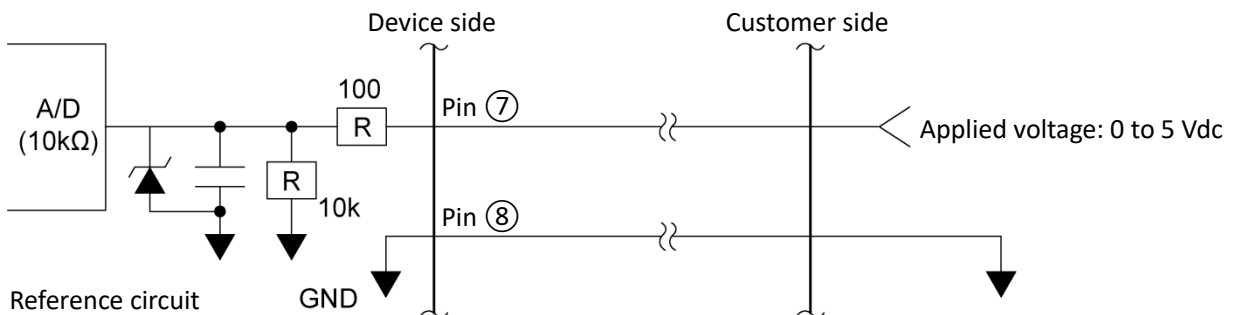 Device side
Customer side
100
R
Pin ⑦
A/D
(10kΩ)
Applied voltage: 0 to 5 Vdc
R
10k
Pin ⑧
Reference circuit
GND